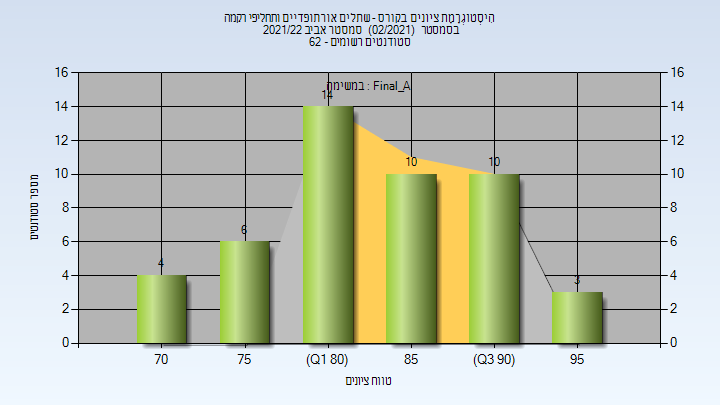 הִיסְטוֹגְרָמַת ציונים בקורס - שתלים אורתופדיים ותחליפי רקמה
בסמסטר (02/2021) סמסטר אביב 2021/22
סטודנטים רשומים - 62
במשימה : Final_A
16 16
14 14
12 12
10 10
8 8
6 6
4 4
2 2
0 0
4
6
14
10
10
3
70 75 (Q1 80) 85 (Q3 90) 95
טווח ציונים
מספר סטודנטים